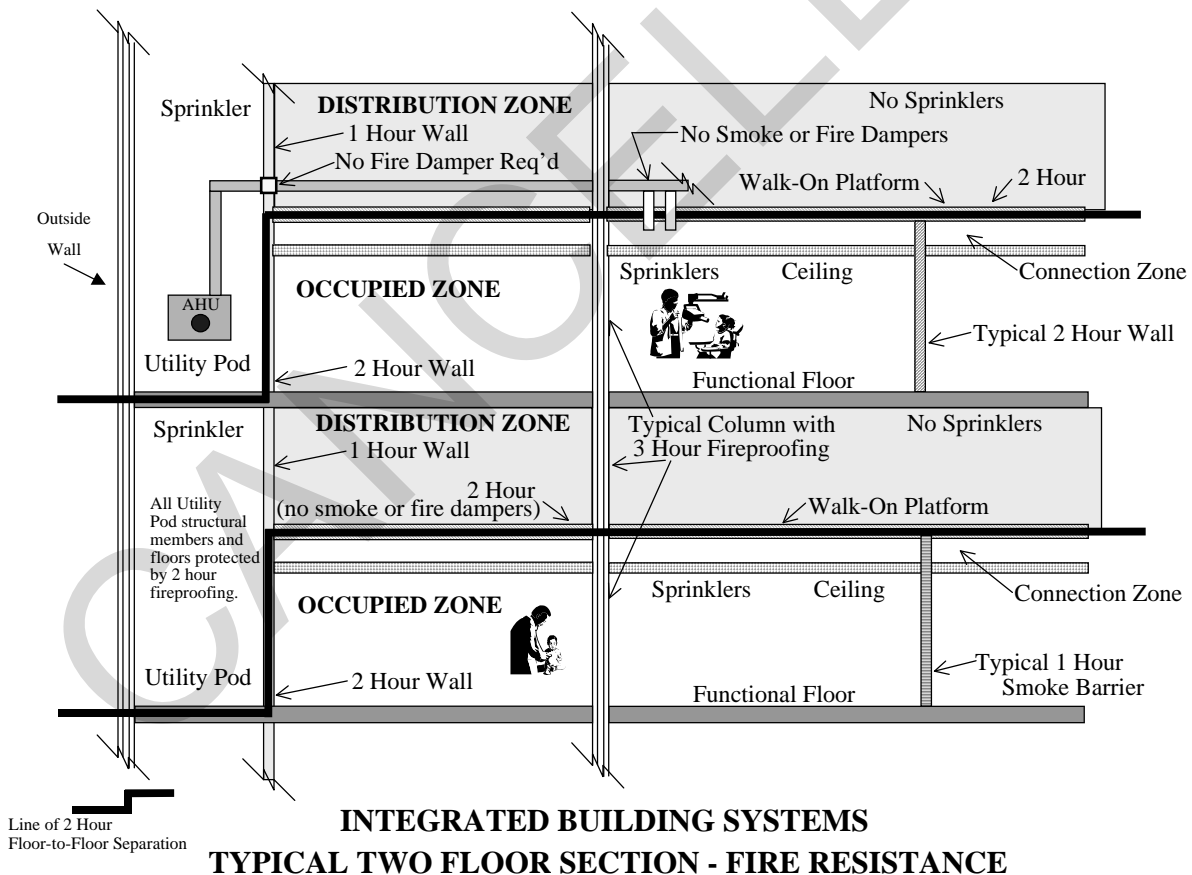 CANCELL
Sprinkler
DISTRIBUTION ZONE
No Sprinklers
1 Hour Wall
No Smoke or Fire Dampers
No Fire Damper Req'd
Walk-On Platform
2 Hour
Outside
Wall
Sprinklers
Ceiling
Connection Zone
OCCUPIED ZONE
AHU
Typical 2 Hour Wall
Utility Pod
2 Hour Wall
Functional Floor
Sprinkler
DISTRIBUTION ZONE
Typical Column with
3 Hour Fireproofing
No Sprinklers
1 Hour Wall
2 Hour
(no smoke or fire dampers)
Walk-On Platform
All Utility
Pod structural
members and
floors protected
by 2 hour
fireproofing.
Sprinklers
Ceiling
Connection Zone
OCCUPIED ZONE
Typical 1 Hour
Smoke Barrier
Utility Pod
2 Hour Wall
Functional Floor
Line of 2 Hour
Floor-to-Floor Separation
INTEGRATED BUILDING SYSTEMS
TYPICAL TWO FLOOR SECTION - FIRE RESISTANCE